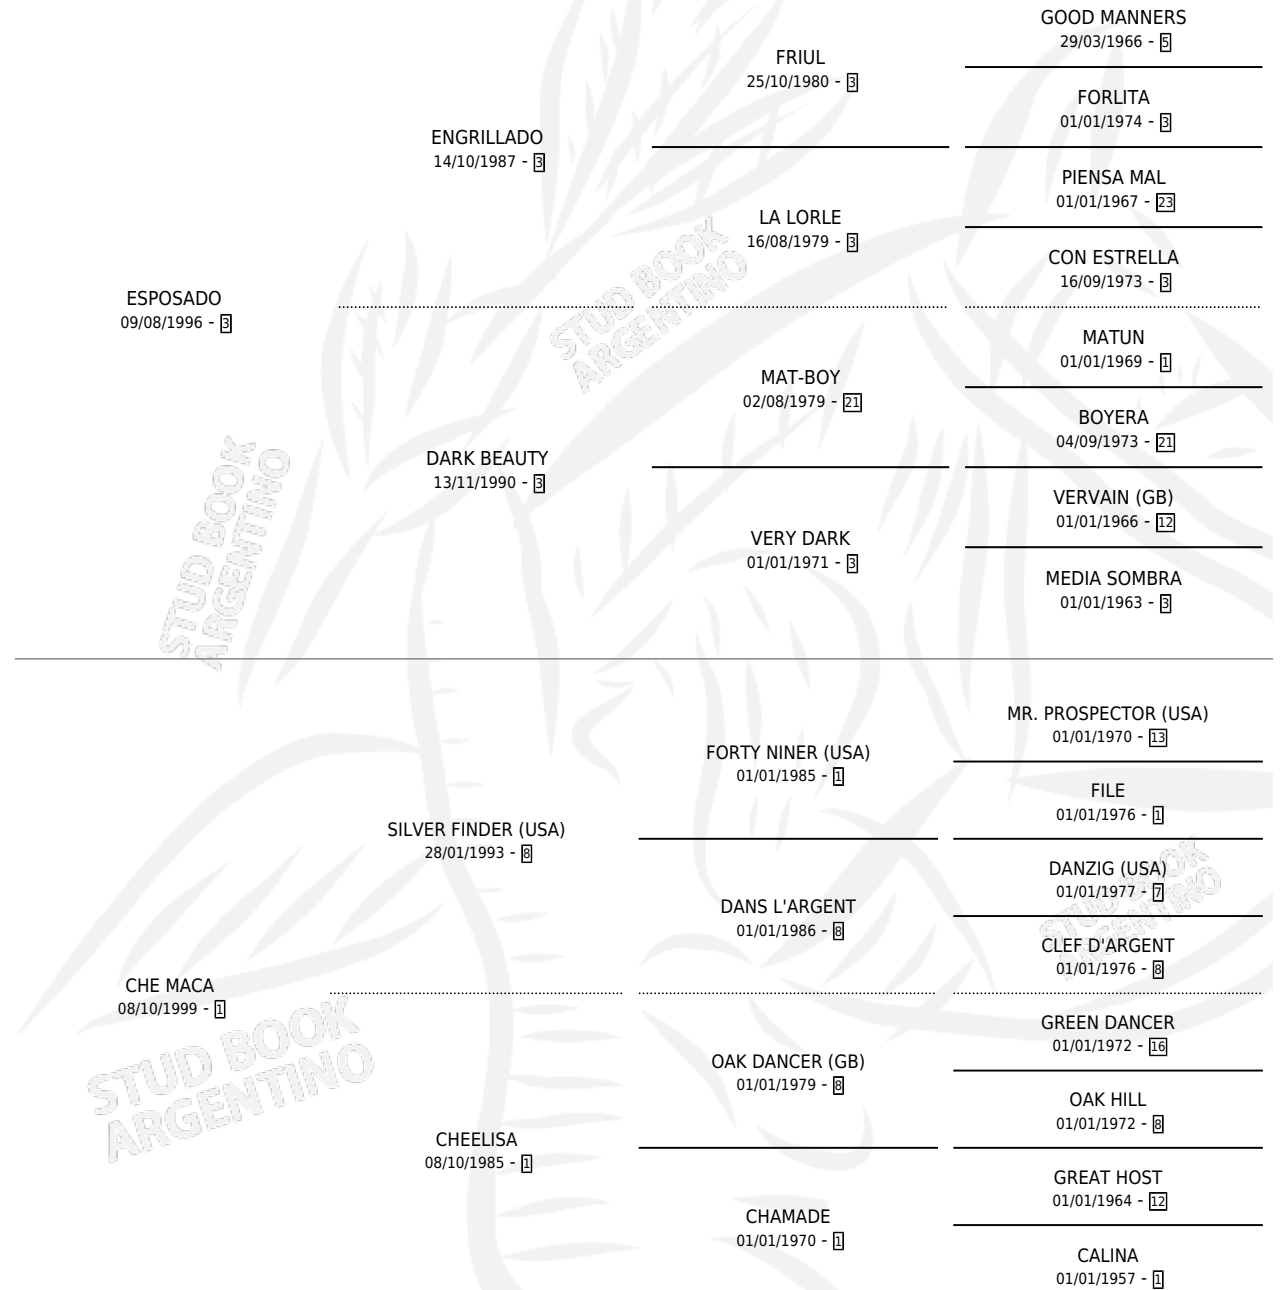 GOOD MANNERS
29/03/1966 - 5
FRIUL
25/10/1980 - 3
FORLITA
01/01/1974 - 3
ENGRILLADO
14/10/1987 - 3
PIENSA MAL
01/01/1967 - 23
LA LORLE
16/08/1979 - 3
CON ESTRELLA
16/09/1973 - 3
ESPOSADO
09/08/1996 - 3
MATUN
01/01/1969 - 1
MAT-BOY
02/08/1979 - 21
BOYERA
04/09/1973 - 21
DARK BEAUTY
13/11/1990 - 3
VERVAIN (GB)
01/01/1966 - 12
VERY DARK
01/01/1971 - 3
MEDIA SOMBRA
01/01/1963 - 3
STUD BOOK
ARGENTINO
STUD BOOK
ARGENTINO
MR. PROSPECTOR (USA)
01/01/1970 - 13
FORTY NINER (USA)
01/01/1985 - 1
FILE
01/01/1976 - 1
SILVER FINDER (USA)
28/01/1993 - 8
DANZIG (USA)
01/01/1977 - 7
DANS L'ARGENT
01/01/1986 - 8
CLEF D'ARGENT
01/01/1976 - 8
STUD BOOK
ARGENTINO
CHE MACA
08/10/1999 - 1
GREEN DANCER
01/01/1972 - 16
OAK DANCER (GB)
01/01/1979 - 8
OAK HILL
01/01/1972 - 8
CHEELISA
08/10/1985 - 1
GREAT HOST
01/01/1964 - 12
CHAMADE
01/01/1970 - 1
CALINA
01/01/1957 - 1
STUD BOOK
ARGENTINO